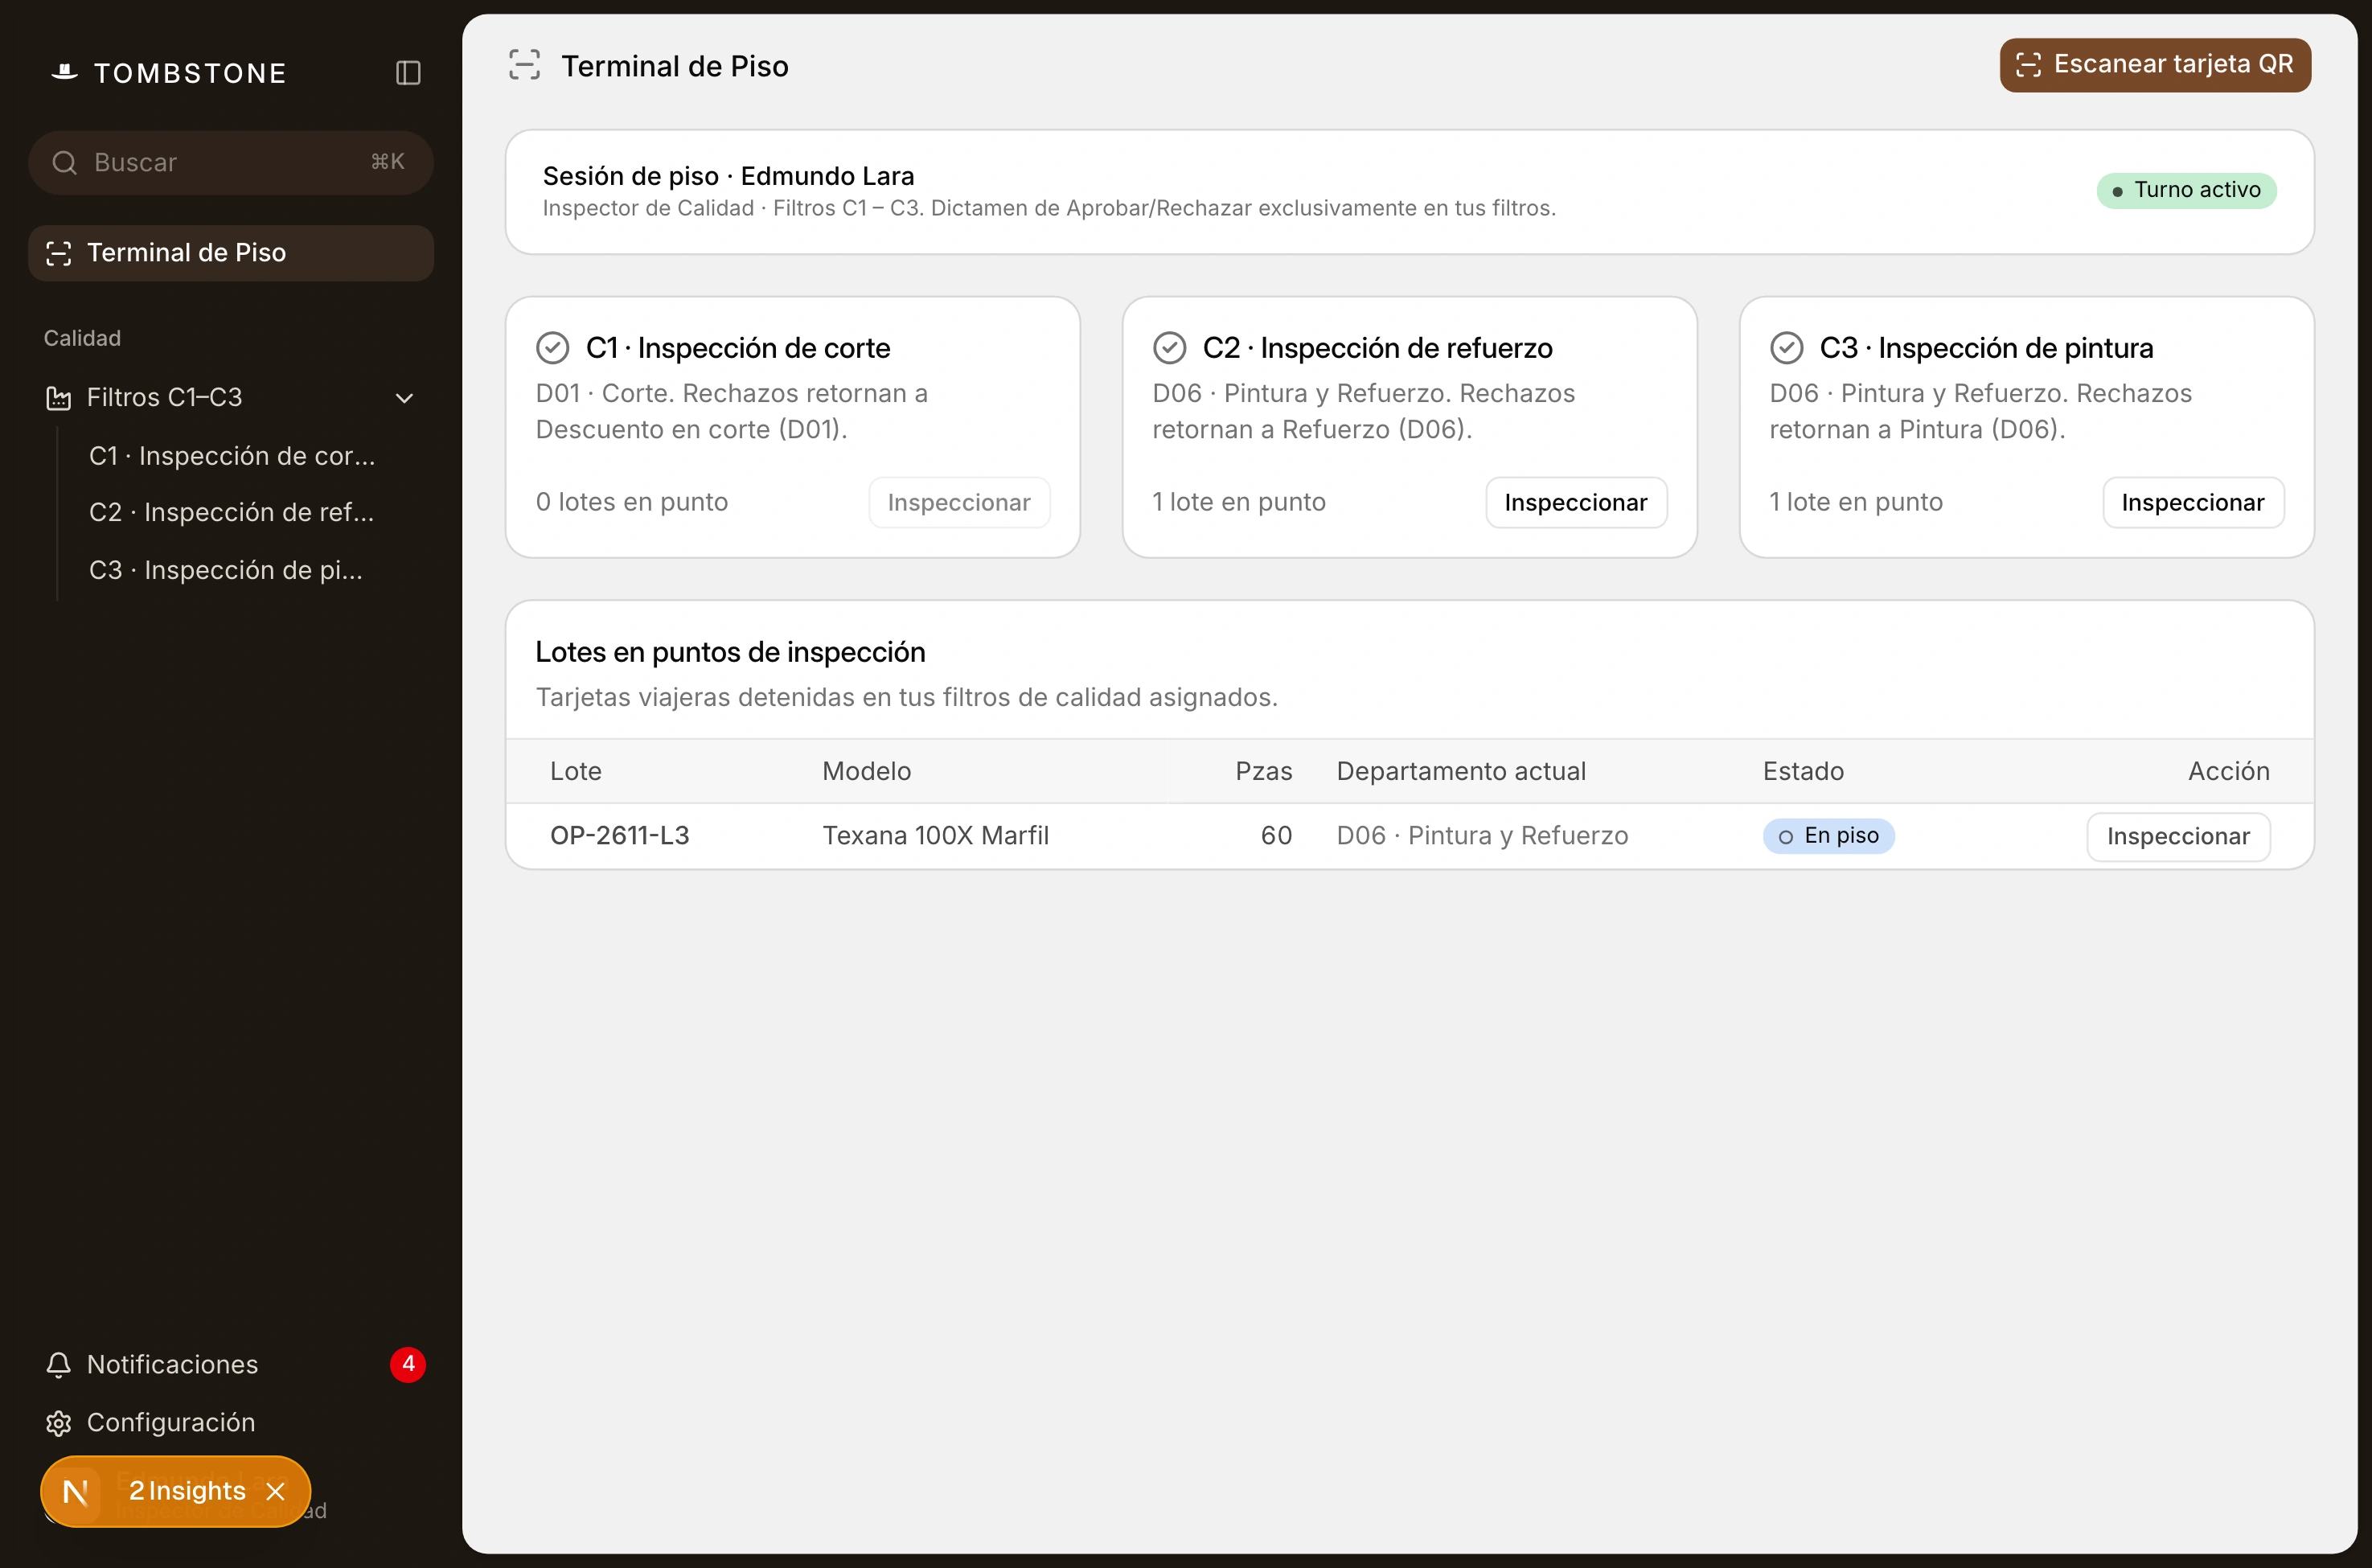 TOMBSTONE
Buscar ⌘K
Terminal de Piso
Calidad
Filtros C1–C3
C1 · Inspección de cor...
C2 · Inspección de ref...
C3 · Inspección de pi...
Notificaciones 4
Configuración
N 2 Insights
Terminal de Piso
Escanear tarjeta QR
Sesión de piso · Edmundo Lara
Inspector de Calidad · Filtros C1 – C3. Dictamen de Aprobar/Rechazar exclusivamente en tus filtros.
Turno activo
C1 · Inspección de corte
D01 · Corte. Rechazos retornan a
Descuento en corte (D01).
0 lotes en punto Inspeccionar
C2 · Inspección de refuerzo
D06 · Pintura y Refuerzo. Rechazos
retornan a Refuerzo (D06).
1 lote en punto Inspeccionar
C3 · Inspección de pintura
D06 · Pintura y Refuerzo. Rechazos
retornan a Pintura (D06).
1 lote en punto Inspeccionar
Lotes en puntos de inspección
Tarjetas viajeras detenidas en tus filtros de calidad asignados.
Lote Modelo Pzas Departamento actual Estado Acción
OP-2611-L3 Texana 100X Marfil 60 D06 · Pintura y Refuerzo En piso Inspeccionar